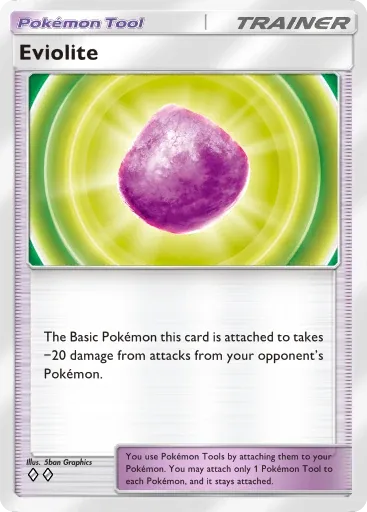 Pokémon Tool
TRAINER
Eviolite
The Basic Pokémon this card is attached to takes
−20 damage from attacks from your opponent's
Pokémon.
Illus. 5ban Graphics
You use Pokémon Tools by attaching them to your
Pokémon. You may attach only 1 Pokémon Tool to
each Pokémon, and it stays attached.